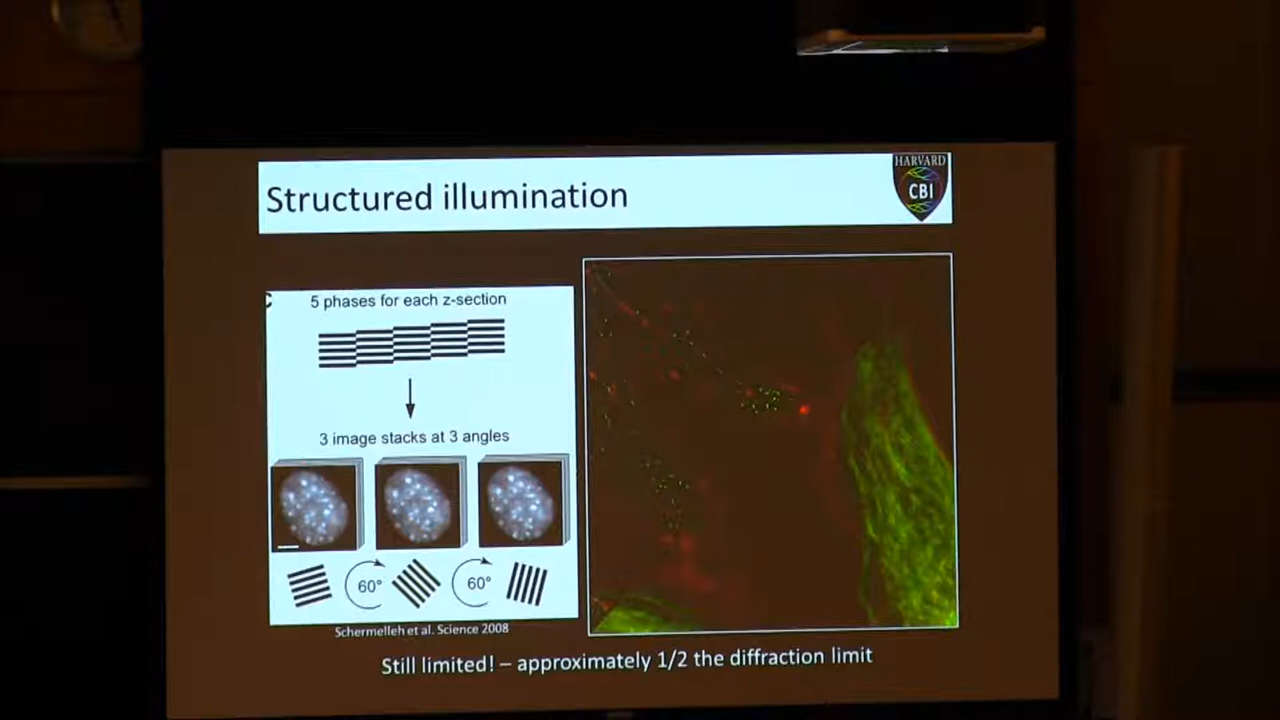 Structured illumination
HARVARD
CBI
C
5 phases for each z-section
3 image stacks at 3 angles
60°
60°
Schermelleh et al. Science 2008
Still limited! – approximately 1/2 the diffraction limit